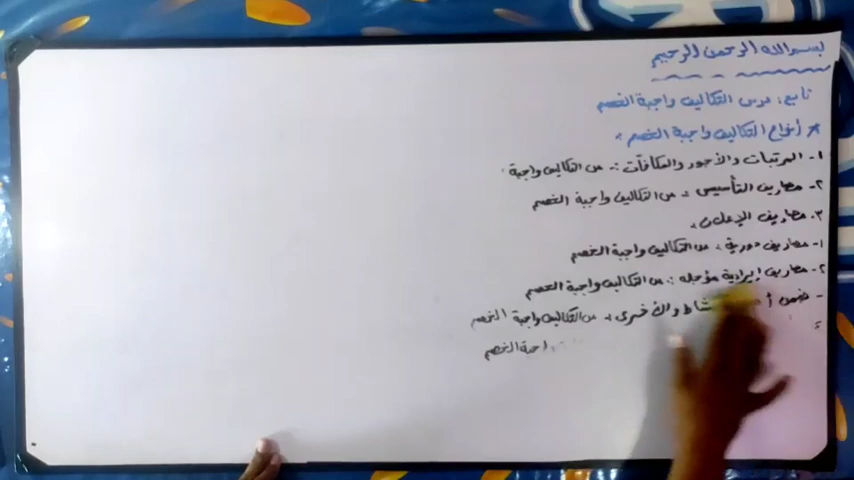 بسم الله الرحمن الرحيم
تابع: درس التكاليف واجبة الخصم
* أنواع التكاليف واجبة الخصم:
١- المرتبات والأجور والمكافآت :- من التكاليف واجبة
٢- مصاريف التأسيس : من التكاليف واجبة الخصم
٣- مصاريف الإعلان :
١- مصاريف دورية : من التكاليف واجبة الخصم
٢- مصاريف إيرادية مؤجلة : من التكاليف واجبة الخصم
- من التكاليف واجبة الخصم
الخصم